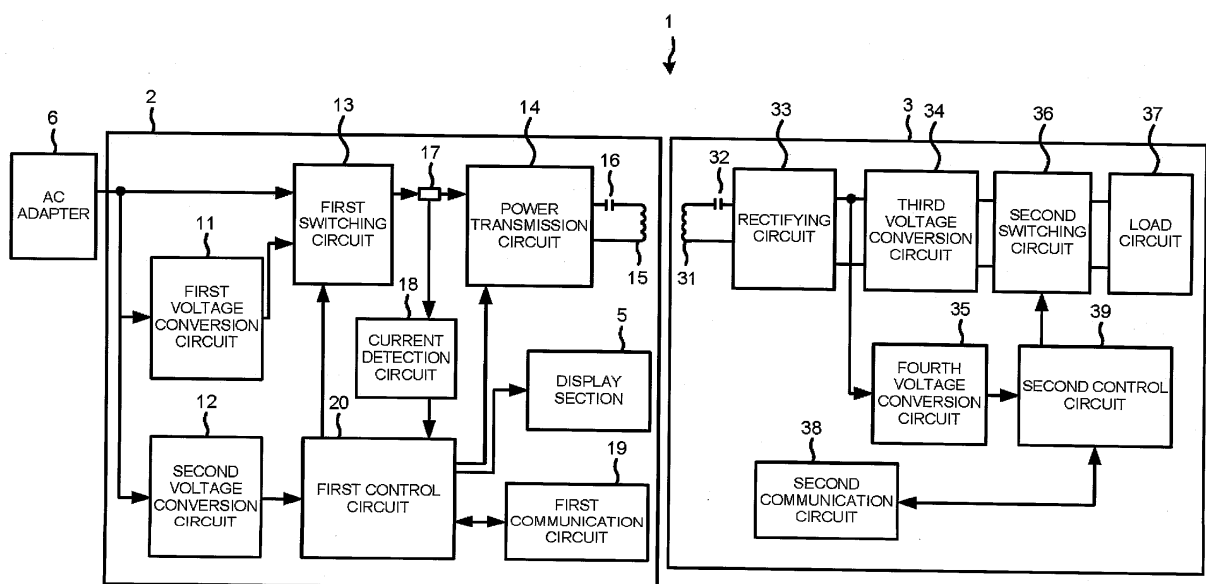 1
2
3
6
AC
ADAPTER
13
FIRST
SWITCHING
CIRCUIT
17
14
POWER
TRANSMISSION
CIRCUIT
16
15
11
FIRST
VOLTAGE
CONVERSION
CIRCUIT
18
CURRENT
DETECTION
CIRCUIT
5
DISPLAY
SECTION
12
SECOND
VOLTAGE
CONVERSION
CIRCUIT
20
FIRST CONTROL
CIRCUIT
19
FIRST
COMMUNICATION
CIRCUIT
31
32
33
RECTIFYING
CIRCUIT
34
THIRD
VOLTAGE
CONVERSION
CIRCUIT
36
SECOND
SWITCHING
CIRCUIT
37
LOAD
CIRCUIT
35
FOURTH
VOLTAGE
CONVERSION
CIRCUIT
39
SECOND CONTROL
CIRCUIT
38
SECOND
COMMUNICATION
CIRCUIT